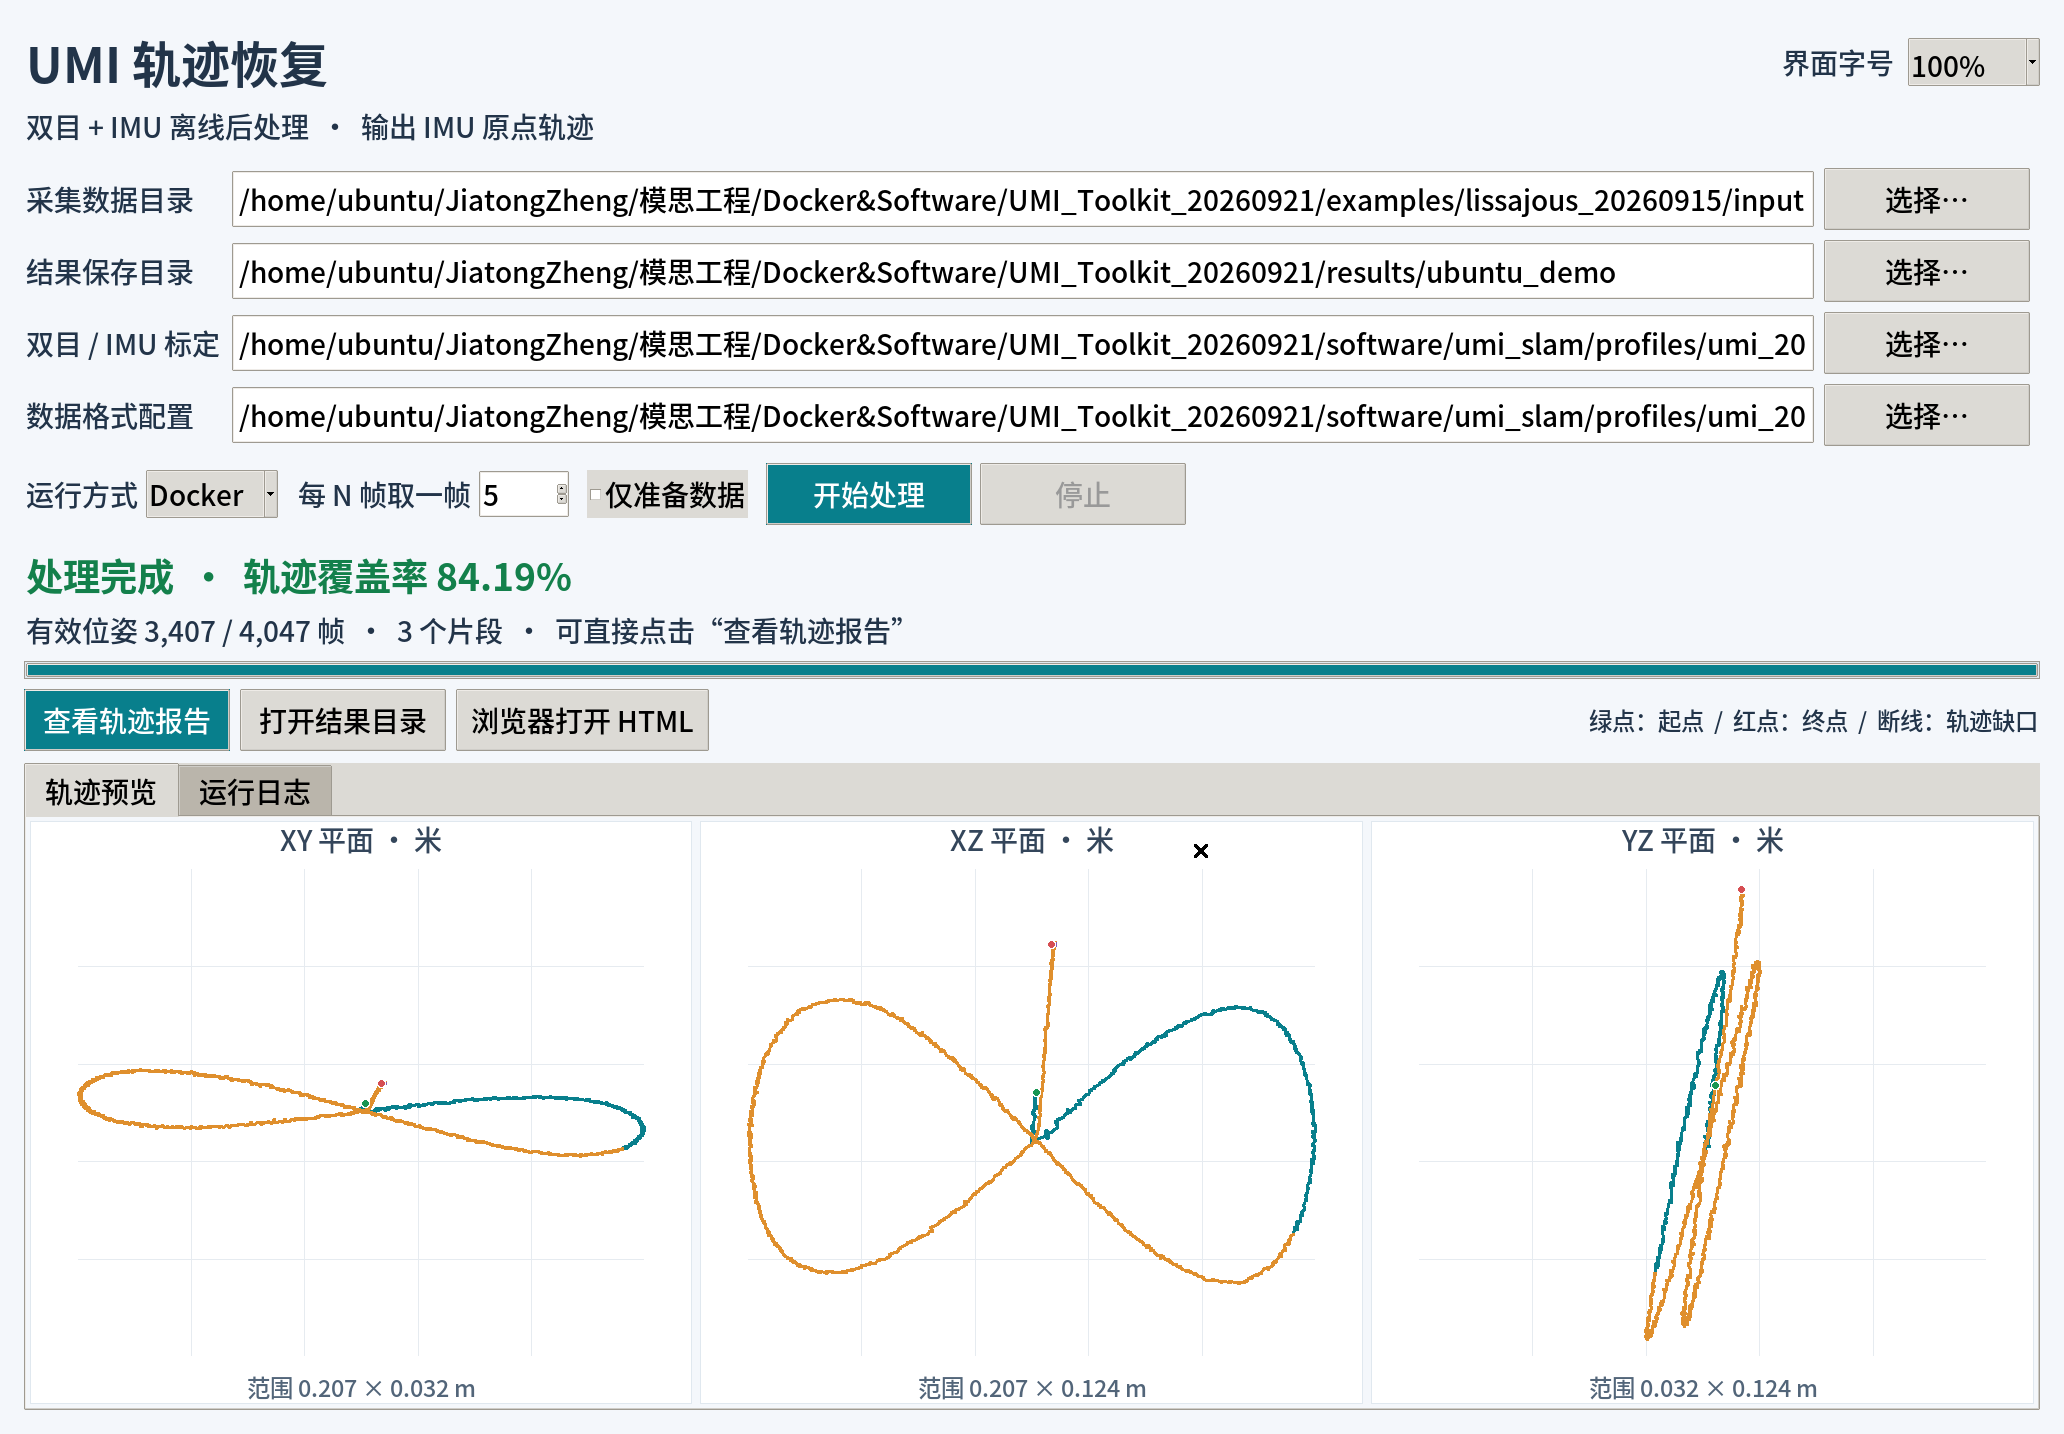 UMI 轨迹恢复
界面字号 100%
双目 + IMU 离线后处理 · 输出 IMU 原点轨迹
采集数据目录 /home/ubuntu/JiatongZheng/模思工程/Docker&Software/UMI_Toolkit_20260921/examples/lissajous_20260915/input 选择…
结果保存目录 /home/ubuntu/JiatongZheng/模思工程/Docker&Software/UMI_Toolkit_20260921/results/ubuntu_demo 选择…
双目 / IMU 标定 /home/ubuntu/JiatongZheng/模思工程/Docker&Software/UMI_Toolkit_20260921/software/umi_slam/profiles/umi_20 选择…
数据格式配置 /home/ubuntu/JiatongZheng/模思工程/Docker&Software/UMI_Toolkit_20260921/software/umi_slam/profiles/umi_20 选择…
运行方式 Docker 每 N 帧取一帧 5 仅准备数据 开始处理 停止
处理完成 · 轨迹覆盖率 84.19%
有效位姿 3,407 / 4,047 帧 · 3 个片段 · 可直接点击“查看轨迹报告”
查看轨迹报告 打开结果目录 浏览器打开 HTML 绿点：起点 / 红点：终点 / 断线：轨迹缺口
轨迹预览 运行日志
XY 平面 · 米 XZ 平面 · 米 YZ 平面 · 米
范围 0.207 × 0.032 m 范围 0.207 × 0.124 m 范围 0.032 × 0.124 m